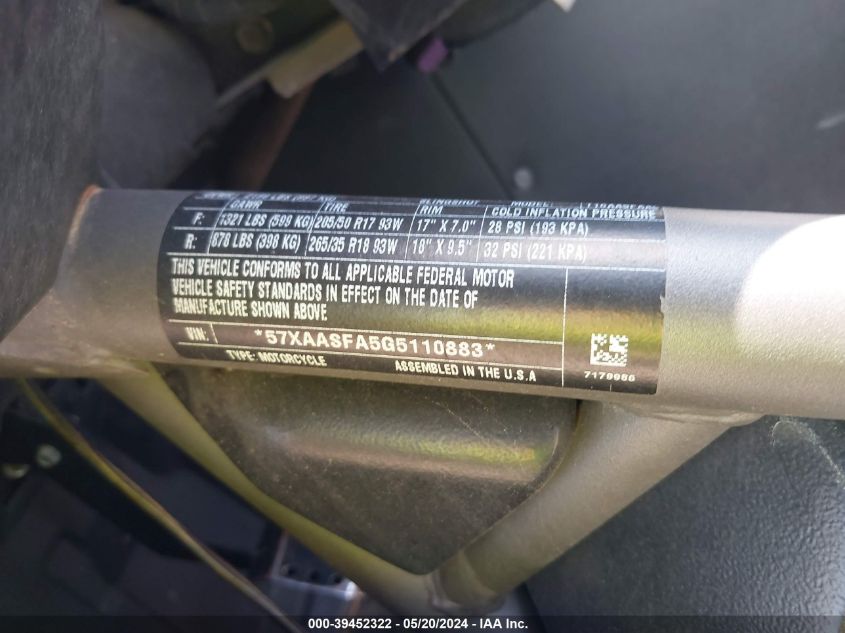 GAWR TIRE RIM COLD INFLATION PRESSURE
F: 1321 LBS (599 KG) 205/50 R17 93W 17" X 7.0" 28 PSI (193 KPA)
R: 878 LBS (398 KG) 265/35 R18 93W 18" X 9.5" 32 PSI (221 KPA)
THIS VEHICLE CONFORMS TO ALL APPLICABLE FEDERAL MOTOR
VEHICLE SAFETY STANDARDS IN EFFECT ON THE DATE OF
MANUFACTURE SHOWN ABOVE
VIN: *57XAASFA5G5110883*
TYPE: MOTORCYCLE ASSEMBLED IN THE U.S.A
7179986
000-39452322 - 05/20/2024 - IAA Inc.